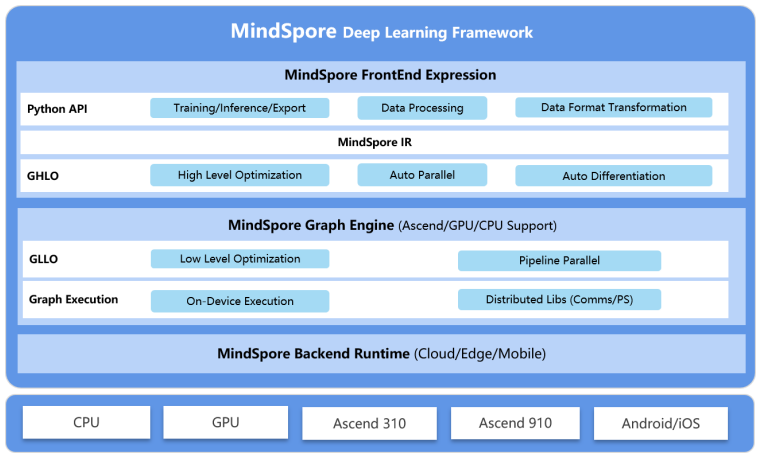 MindSpore Deep Learning Framework
MindSpore FrontEnd Expression
Python API Training/Inference/Export Data Processing Data Format Transformation
MindSpore IR
GHLO High Level Optimization Auto Parallel Auto Differentiation
MindSpore Graph Engine (Ascend/GPU/CPU Support)
GLLO Low Level Optimization Pipeline Parallel
Graph Execution On-Device Execution Distributed Libs (Comms/PS)
MindSpore Backend Runtime (Cloud/Edge/Mobile)
CPU GPU Ascend 310 Ascend 910 Android/iOS